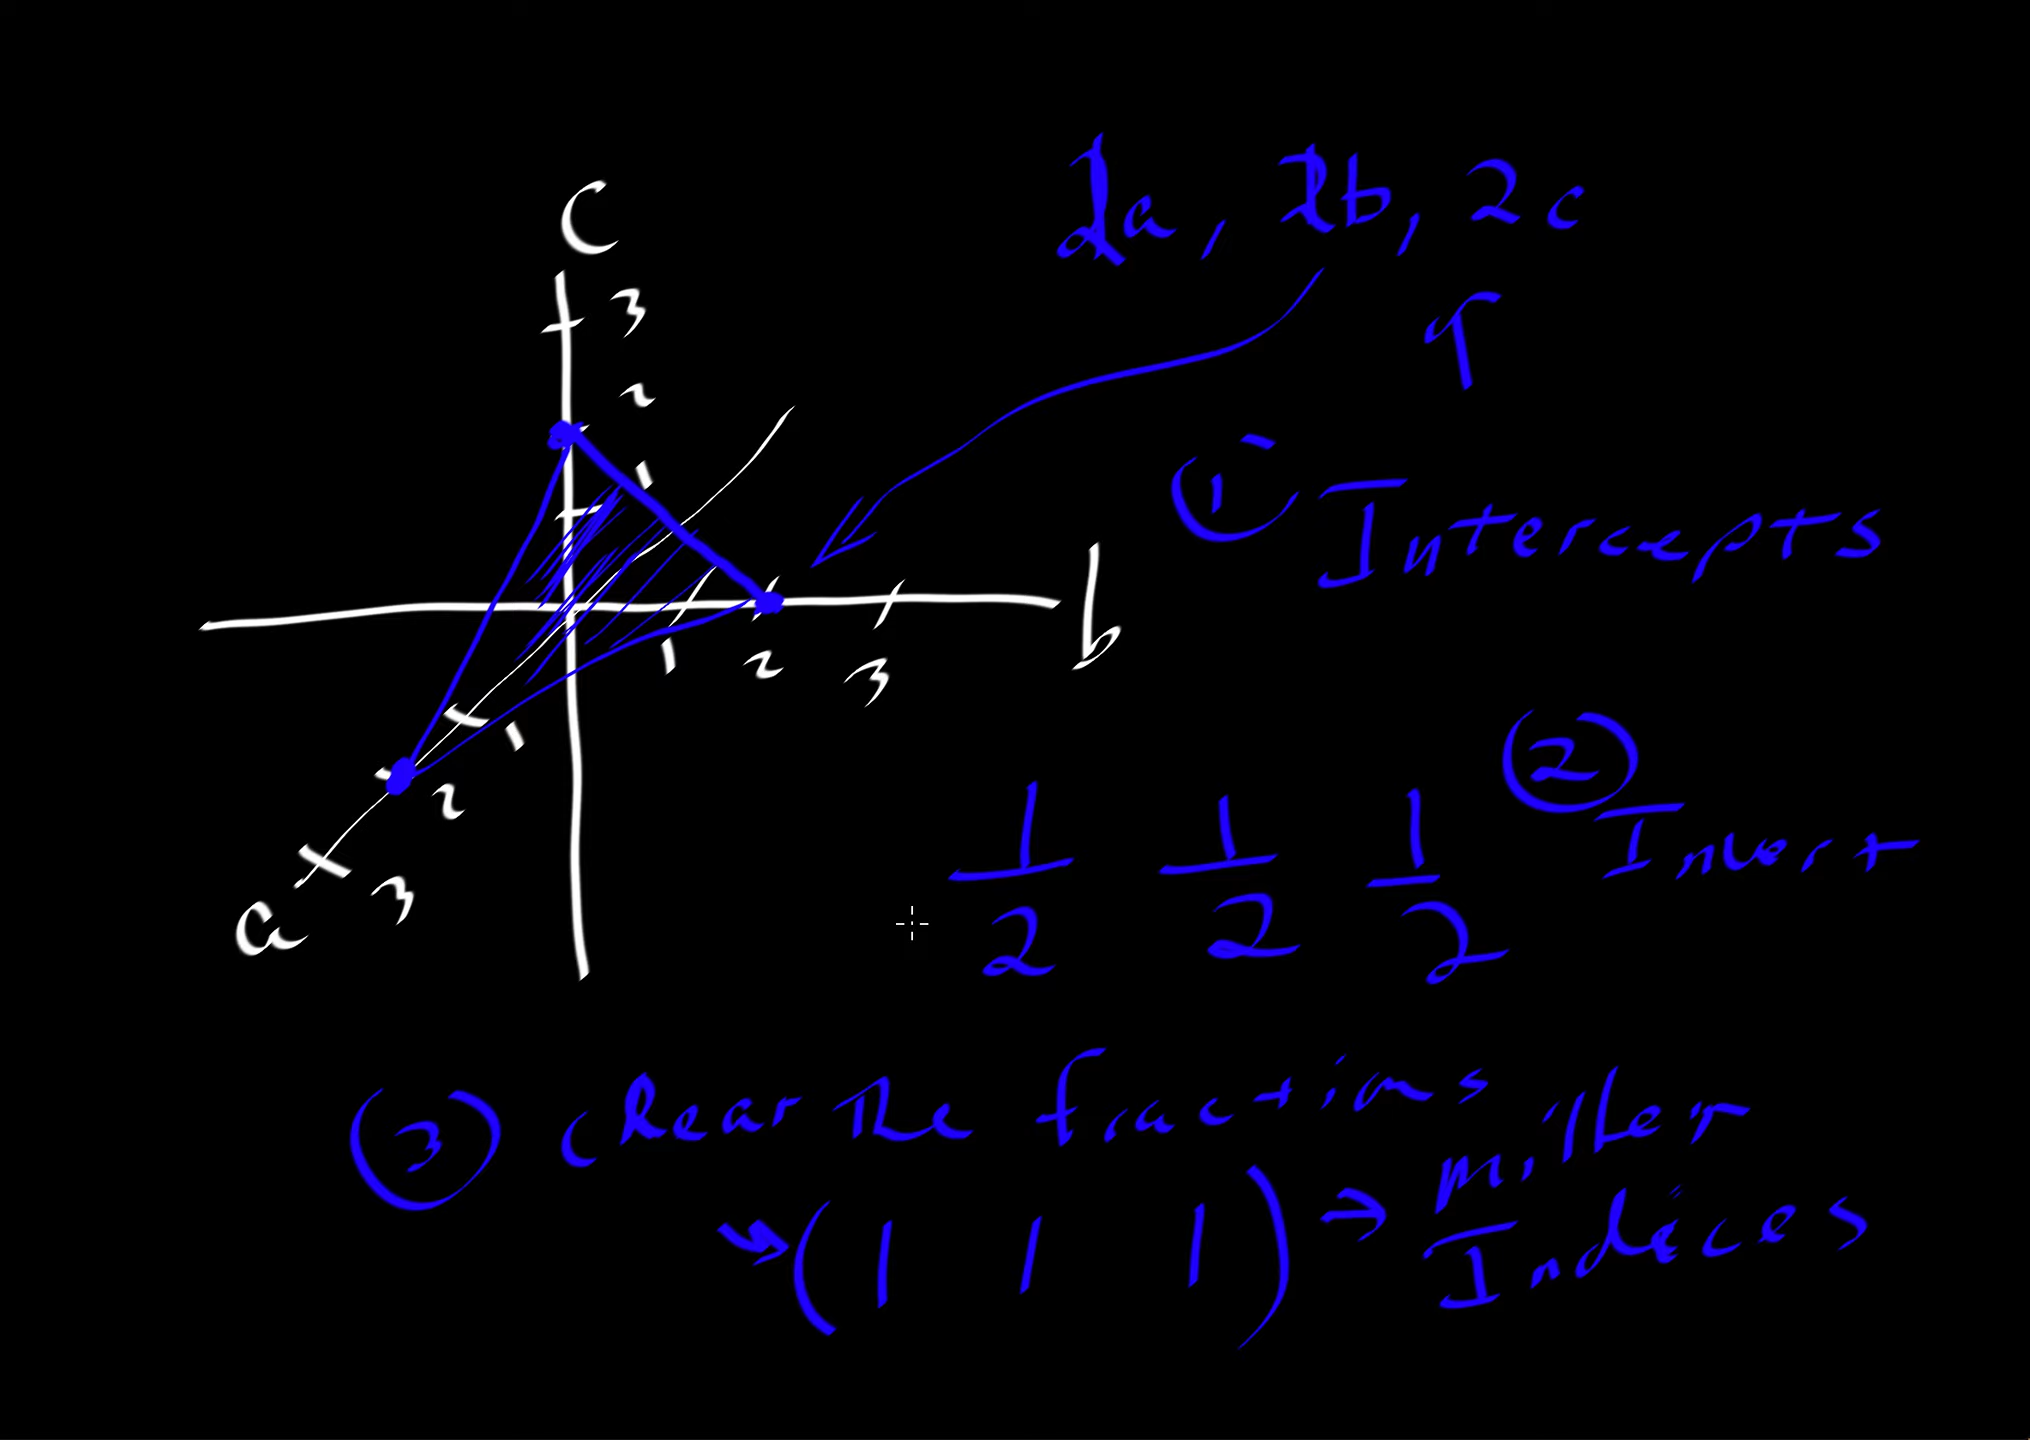 C
3
2
1
1 2 3
b
1
2
3
a
2a, 2b, 2c
① Intercepts
1/2 1/2 1/2
② Invert
③ Clear the fractions
(1 1 1) → Miller
Indices